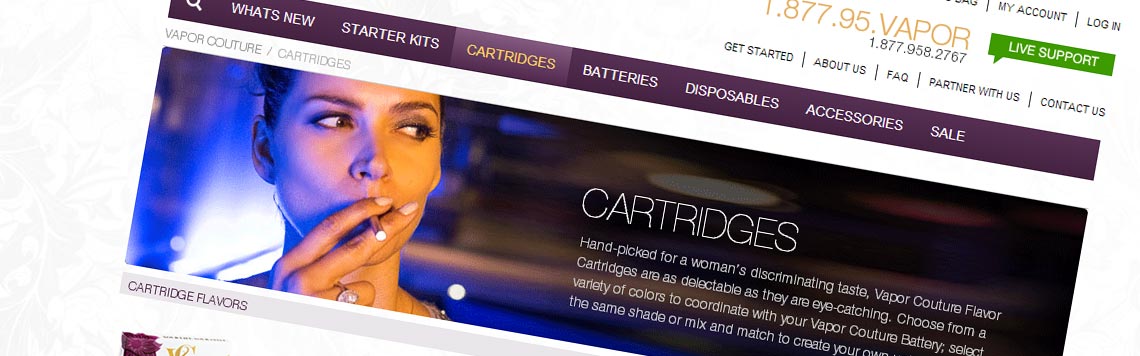 BAG | MY ACCOUNT | LOG IN
1.877.95.VAPOR
1.877.958.2767
LIVE SUPPORT
GET STARTED | ABOUT US | FAQ | PARTNER WITH US | CONTACT US
WHATS NEW STARTER KITS CARTRIDGES BATTERIES DISPOSABLES ACCESSORIES SALE
VAPOR COUTURE / CARTRIDGES
CARTRIDGES
Hand-picked for a woman's discriminating taste, Vapor Couture Flavor
Cartridges are as delectable as they are eye-catching. Choose from a
variety of colors to coordinate with your Vapor Couture Battery; select
the same shade or mix and match to create your own
CARTRIDGE FLAVORS
VC